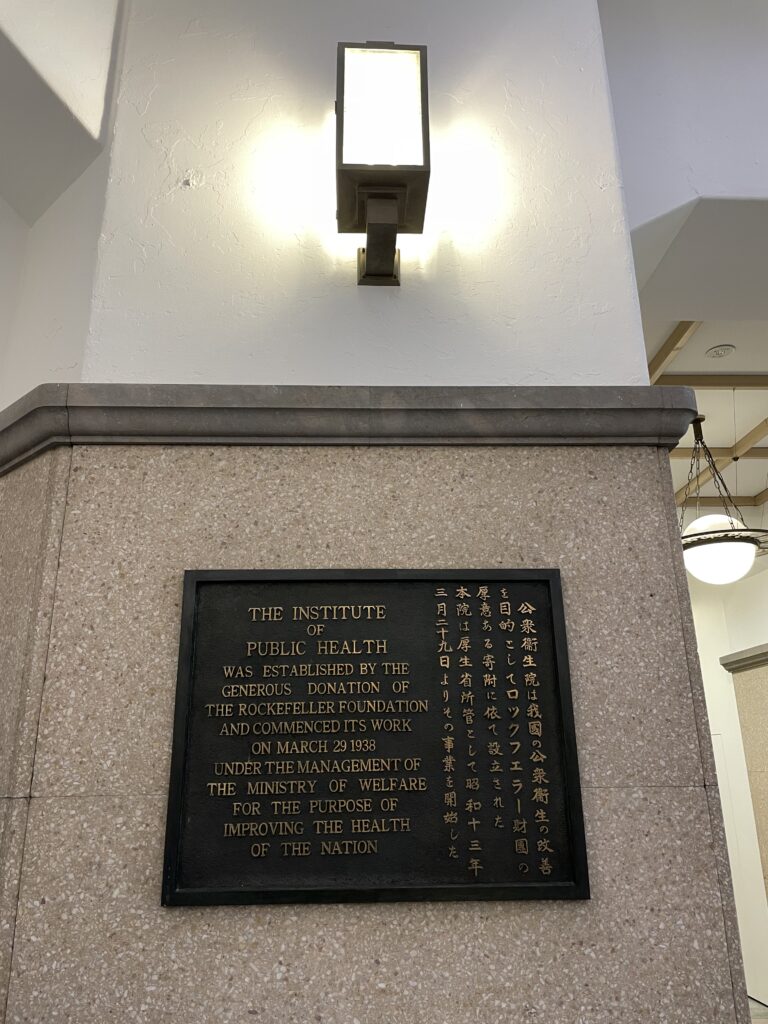 THE INSTITUTE
OF
PUBLIC HEALTH
WAS ESTABLISHED BY THE
GENEROUS DONATION OF
THE ROCKEFELLER FOUNDATION
AND COMMENCED ITS WORK
ON MARCH 29 1938
UNDER THE MANAGEMENT OF
THE MINISTRY OF WELFARE
FOR THE PURPOSE OF
IMPROVING THE HEALTH
OF THE NATION
公衆衞生院は我國の公衆衞生の改善
を目的としてロックフエラー財團の
厚意ある寄附に依て設立された
本院は厚生省所管として昭和十三年
三月二十九日よりその事業を開始した